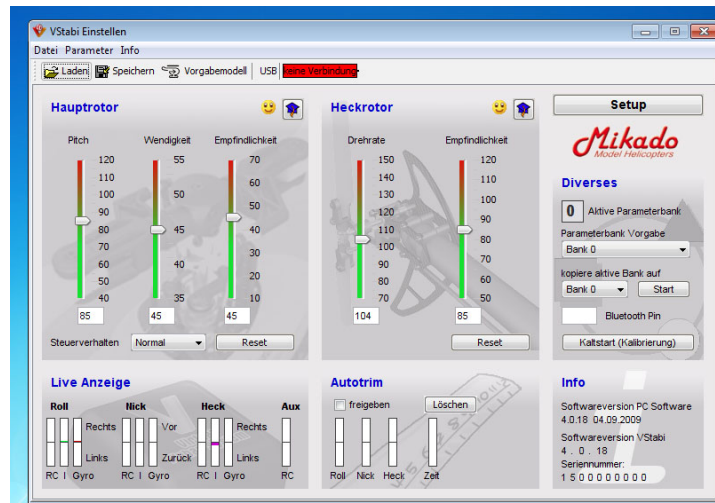 VStabi Einstellen
Datei Parameter Info
Laden Speichern Vorgabemodell USB keine Verbindung
Hauptrotor
Pitch Wendigkeit Empfindlichkeit
120 55 70
110 60
100 50 50
90
80 45 40
70 30
60 40 20
50
40 35 10
85 45 45
Steuerverhalten Normal Reset
Heckrotor
Drehrate Empfindlichkeit
150 120
140 110
130 100
120 90
110 80
100 70
90 60
80 50
70
104 85
Reset
Setup
Mikado
Model Helicopters
Diverses
0 Aktive Parameterbank
Parameterbank Vorgabe
Bank 0
kopiere aktive Bank auf
Bank 0 Start
Bluetooth Pin
Kaltstart (Kalibrierung)
Live Anzeige
Roll Nick Heck Aux
Rechts Vor Rechts
Links Zurück Links
RC I Gyro RC I Gyro RC I Gyro RC
Autotrim
freigeben Löschen
Roll Nick Heck Zeit
Info
Softwareversion PC Software
4.0.18 04.09.2009
Softwareversion VStabi
4 . 0 . 18
Seriennummer:
1 5 0 0 0 0 0 0 0 0